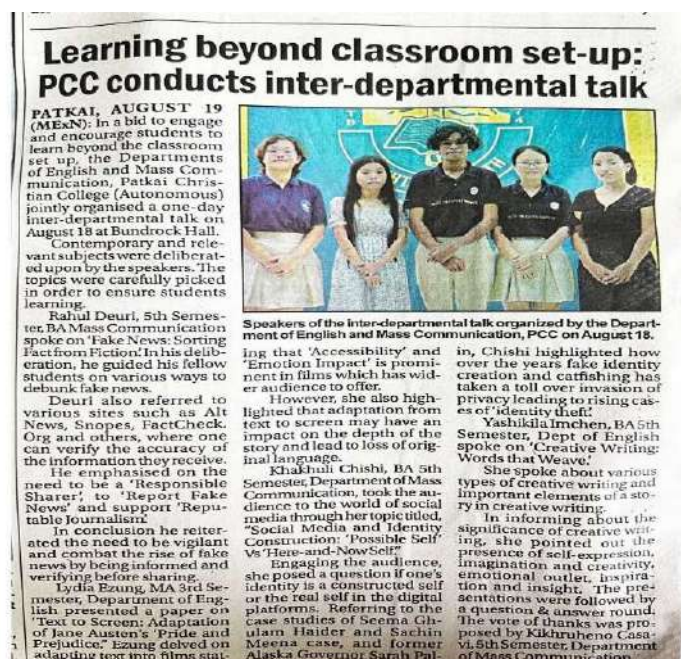 Learning beyond classroom set-up:
PCC conducts inter-departmental talk
PATKAI, AUGUST 19
(MExN): In a bid to engage
and encourage students to
learn beyond the classroom
set up, the Departments
of English and Mass Com-
munication, Patkai Chris-
tian College (Autonomous)
jointly organised a one-day
inter-departmental talk on
August 18 at Bundrock Hall.
Contemporary and rele-
vant subjects were deliberat-
ed upon by the speakers. The
topics were carefully picked
in order to ensure students
learning.
Rahul Deuri, 5th Semes-
ter, BA Mass Communication
spoke on 'Fake News: Sorting
Fact from Fiction.' In his delib-
eration, he guided his fellow
students on various ways to
debunk fake news.
Deuri also referred to
various sites such as Alt
News, Snopes, FactCheck.
Org and others, where one
can verify the accuracy of
the information they receive.
He emphasised on the
need to be a 'Responsible
Sharer', to 'Report Fake
News' and support 'Repu-
table Journalism.'
In conclusion he reiter-
ated the need to be vigilant
and combat the rise of fake
news by being informed and
verifying before sharing.
Lydia Ezung, MA 3rd Se-
mester, Department of Eng-
lish presented a paper on
'Text to Screen: Adaptation
of Jane Austen's 'Pride and
Prejudice.'' Ezung delved on
adapting text into films stat-
Speakers of the inter-departmental talk organized by the Depart-
ment of English and Mass Communication, PCC on August 18.
ing that 'Accessibility' and
'Emotion Impact' is promi-
nent in films which has wid-
er audience to offer.
However, she also high-
lighted that adaptation from
text to screen may have an
impact on the depth of the
story and lead to loss of orig-
inal language.
Khakhuli Chishi, BA 5th
Semester, Department of Mass
Communication, took the au-
dience to the world of social
media through her topic titled,
"Social Media and Identity
Construction: 'Possible Self'
Vs 'Here-and-Now Self'."
Engaging the audience,
she posed a question if one's
identity is a constructed self
or the real self in the digital
platforms. Referring to the
case studies of Seema Gh-
ulam Haider and Sachin
Meena case, and former
Alaska Governor Sarah Pal-
in, Chishi highlighted how
over the years fake identity
creation and catfishing has
taken a toll over invasion of
privacy leading to rising cas-
es of 'identity theft.'
Yashikila Imchen, BA 5th
Semester, Dept of English
spoke on 'Creative Writing:
Words that Weave.'
She spoke about various
types of creative writing and
important elements of a sto-
ry in creative writing.
In informing about the
significance of creative writ-
ing, she pointed out the
presence of self-expression,
imagination and creativity,
emotional outlet, inspira-
tion and insight. The pre-
sentations were followed by
a question & answer round.
The vote of thanks was pro-
posed by Kikhruheno Casa-
vi, 5th Semester, Department
of Mass Communication